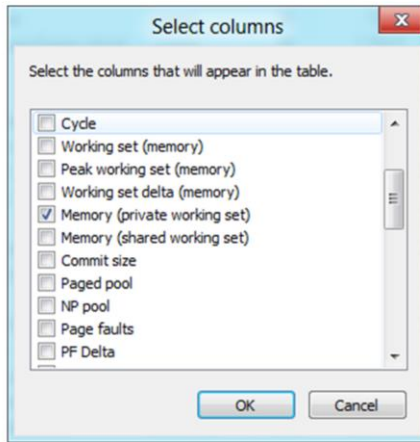 Select columns
Select the columns that will appear in the table.
Cycle
Working set (memory)
Peak working set (memory)
Working set delta (memory)
Memory (private working set)
Memory (shared working set)
Commit size
Paged pool
NP pool
Page faults
PF Delta
OK Cancel